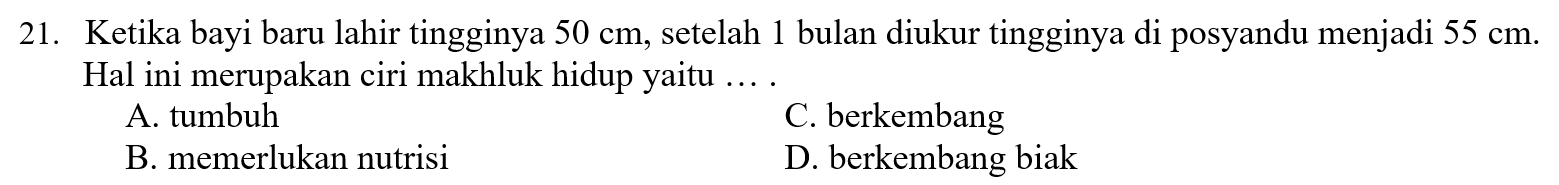 21. Ketika bayi baru lahir tingginya 50 cm, setelah 1 bulan diukur tingginya di posyandu menjadi 55 cm.
Hal ini merupakan ciri makhluk hidup yaitu … .
A. tumbuh C. berkembang
B. memerlukan nutrisi D. berkembang biak